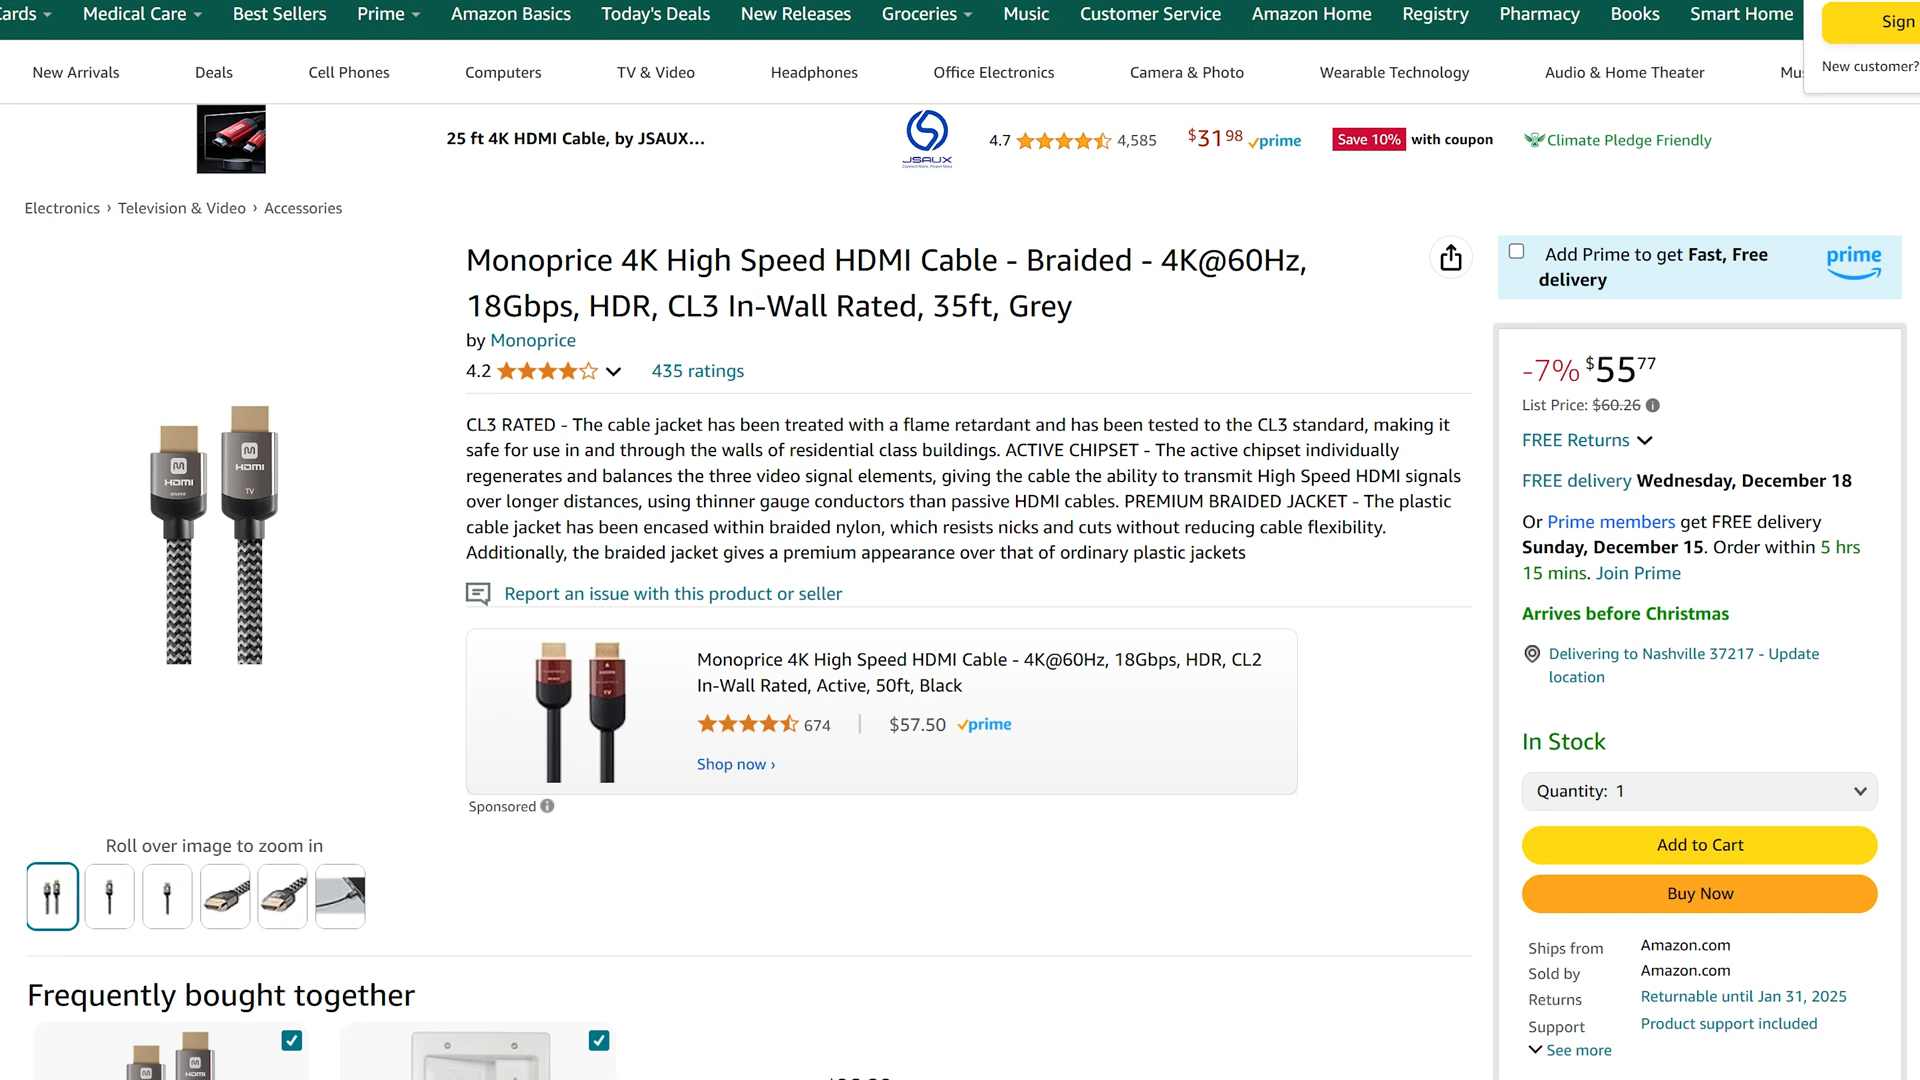 ards
Medical Care
Best Sellers
Prime
Amazon Basics
Today's Deals
New Releases
Groceries
Music
Customer Service
Amazon Home
Registry
Pharmacy
Books
Smart Home
Sign
New customer?
New Arrivals
Deals
Cell Phones
Computers
TV & Video
Headphones
Office Electronics
Camera & Photo
Wearable Technology
Audio & Home Theater
Mu
25 ft 4K HDMI Cable, by JSAUX...
JSAUX
4.7
4,585
$31 98 prime
Save 10% with coupon
Climate Pledge Friendly
Electronics › Television & Video › Accessories
Monoprice 4K High Speed HDMI Cable - Braided - 4K@60Hz,
18Gbps, HDR, CL3 In-Wall Rated, 35ft, Grey
by Monoprice
4.2
435 ratings
CL3 RATED - The cable jacket has been treated with a flame retardant and has been tested to the CL3 standard, making it
safe for use in and through the walls of residential class buildings. ACTIVE CHIPSET - The active chipset individually
regenerates and balances the three video signal elements, giving the cable the ability to transmit High Speed HDMI signals
over longer distances, using thinner gauge conductors than passive HDMI cables. PREMIUM BRAIDED JACKET - The plastic
cable jacket has been encased within braided nylon, which resists nicks and cuts without reducing cable flexibility.
Additionally, the braided jacket gives a premium appearance over that of ordinary plastic jackets
Report an issue with this product or seller
HDMI
source
HDMI
TV
Monoprice 4K High Speed HDMI Cable - 4K@60Hz, 18Gbps, HDR, CL2
In-Wall Rated, Active, 50ft, Black
674
$57.50 prime
Shop now ›
TV
Sponsored
Roll over image to zoom in
Frequently bought together
HDMI
HDMI
Add Prime to get Fast, Free
delivery
prime
-7% $55 77
List Price: $60.26
FREE Returns
FREE delivery Wednesday, December 18
Or Prime members get FREE delivery
Sunday, December 15. Order within 5 hrs
15 mins. Join Prime
Arrives before Christmas
Delivering to Nashville 37217 - Update
location
In Stock
Quantity: 1
Add to Cart
Buy Now
Ships from Amazon.com
Sold by Amazon.com
Returns Returnable until Jan 31, 2025
Support Product support included
See more